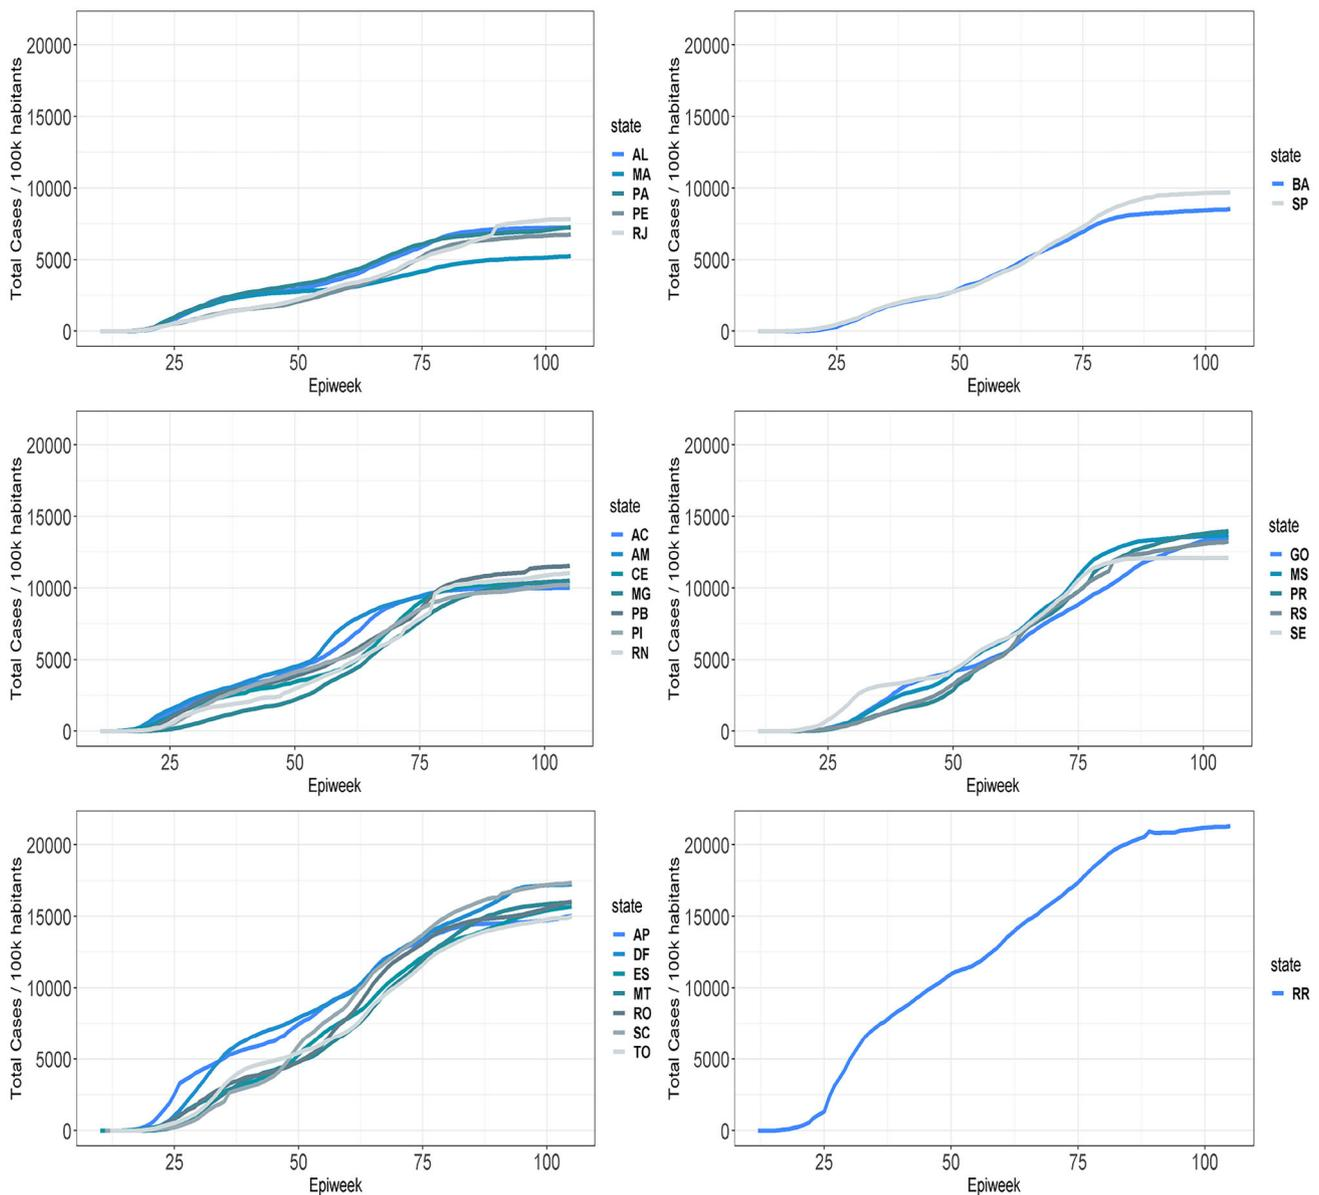 Total Cases / 100k habitants
20000
15000
10000
5000
0
25 50 75 100
Epiweek
state
AL
MA
PA
PE
RJ
Total Cases / 100k habitants
20000
15000
10000
5000
0
25 50 75 100
Epiweek
state
BA
SP
Total Cases / 100k habitants
20000
15000
10000
5000
0
25 50 75 100
Epiweek
state
AC
AM
CE
MG
PB
PI
RN
Total Cases / 100k habitants
20000
15000
10000
5000
0
25 50 75 100
Epiweek
state
GO
MS
PR
RS
SE
Total Cases / 100k habitants
20000
15000
10000
5000
0
25 50 75 100
Epiweek
state
AP
DF
ES
MT
RO
SC
TO
Total Cases / 100k habitants
20000
15000
10000
5000
0
25 50 75 100
Epiweek
state
RR